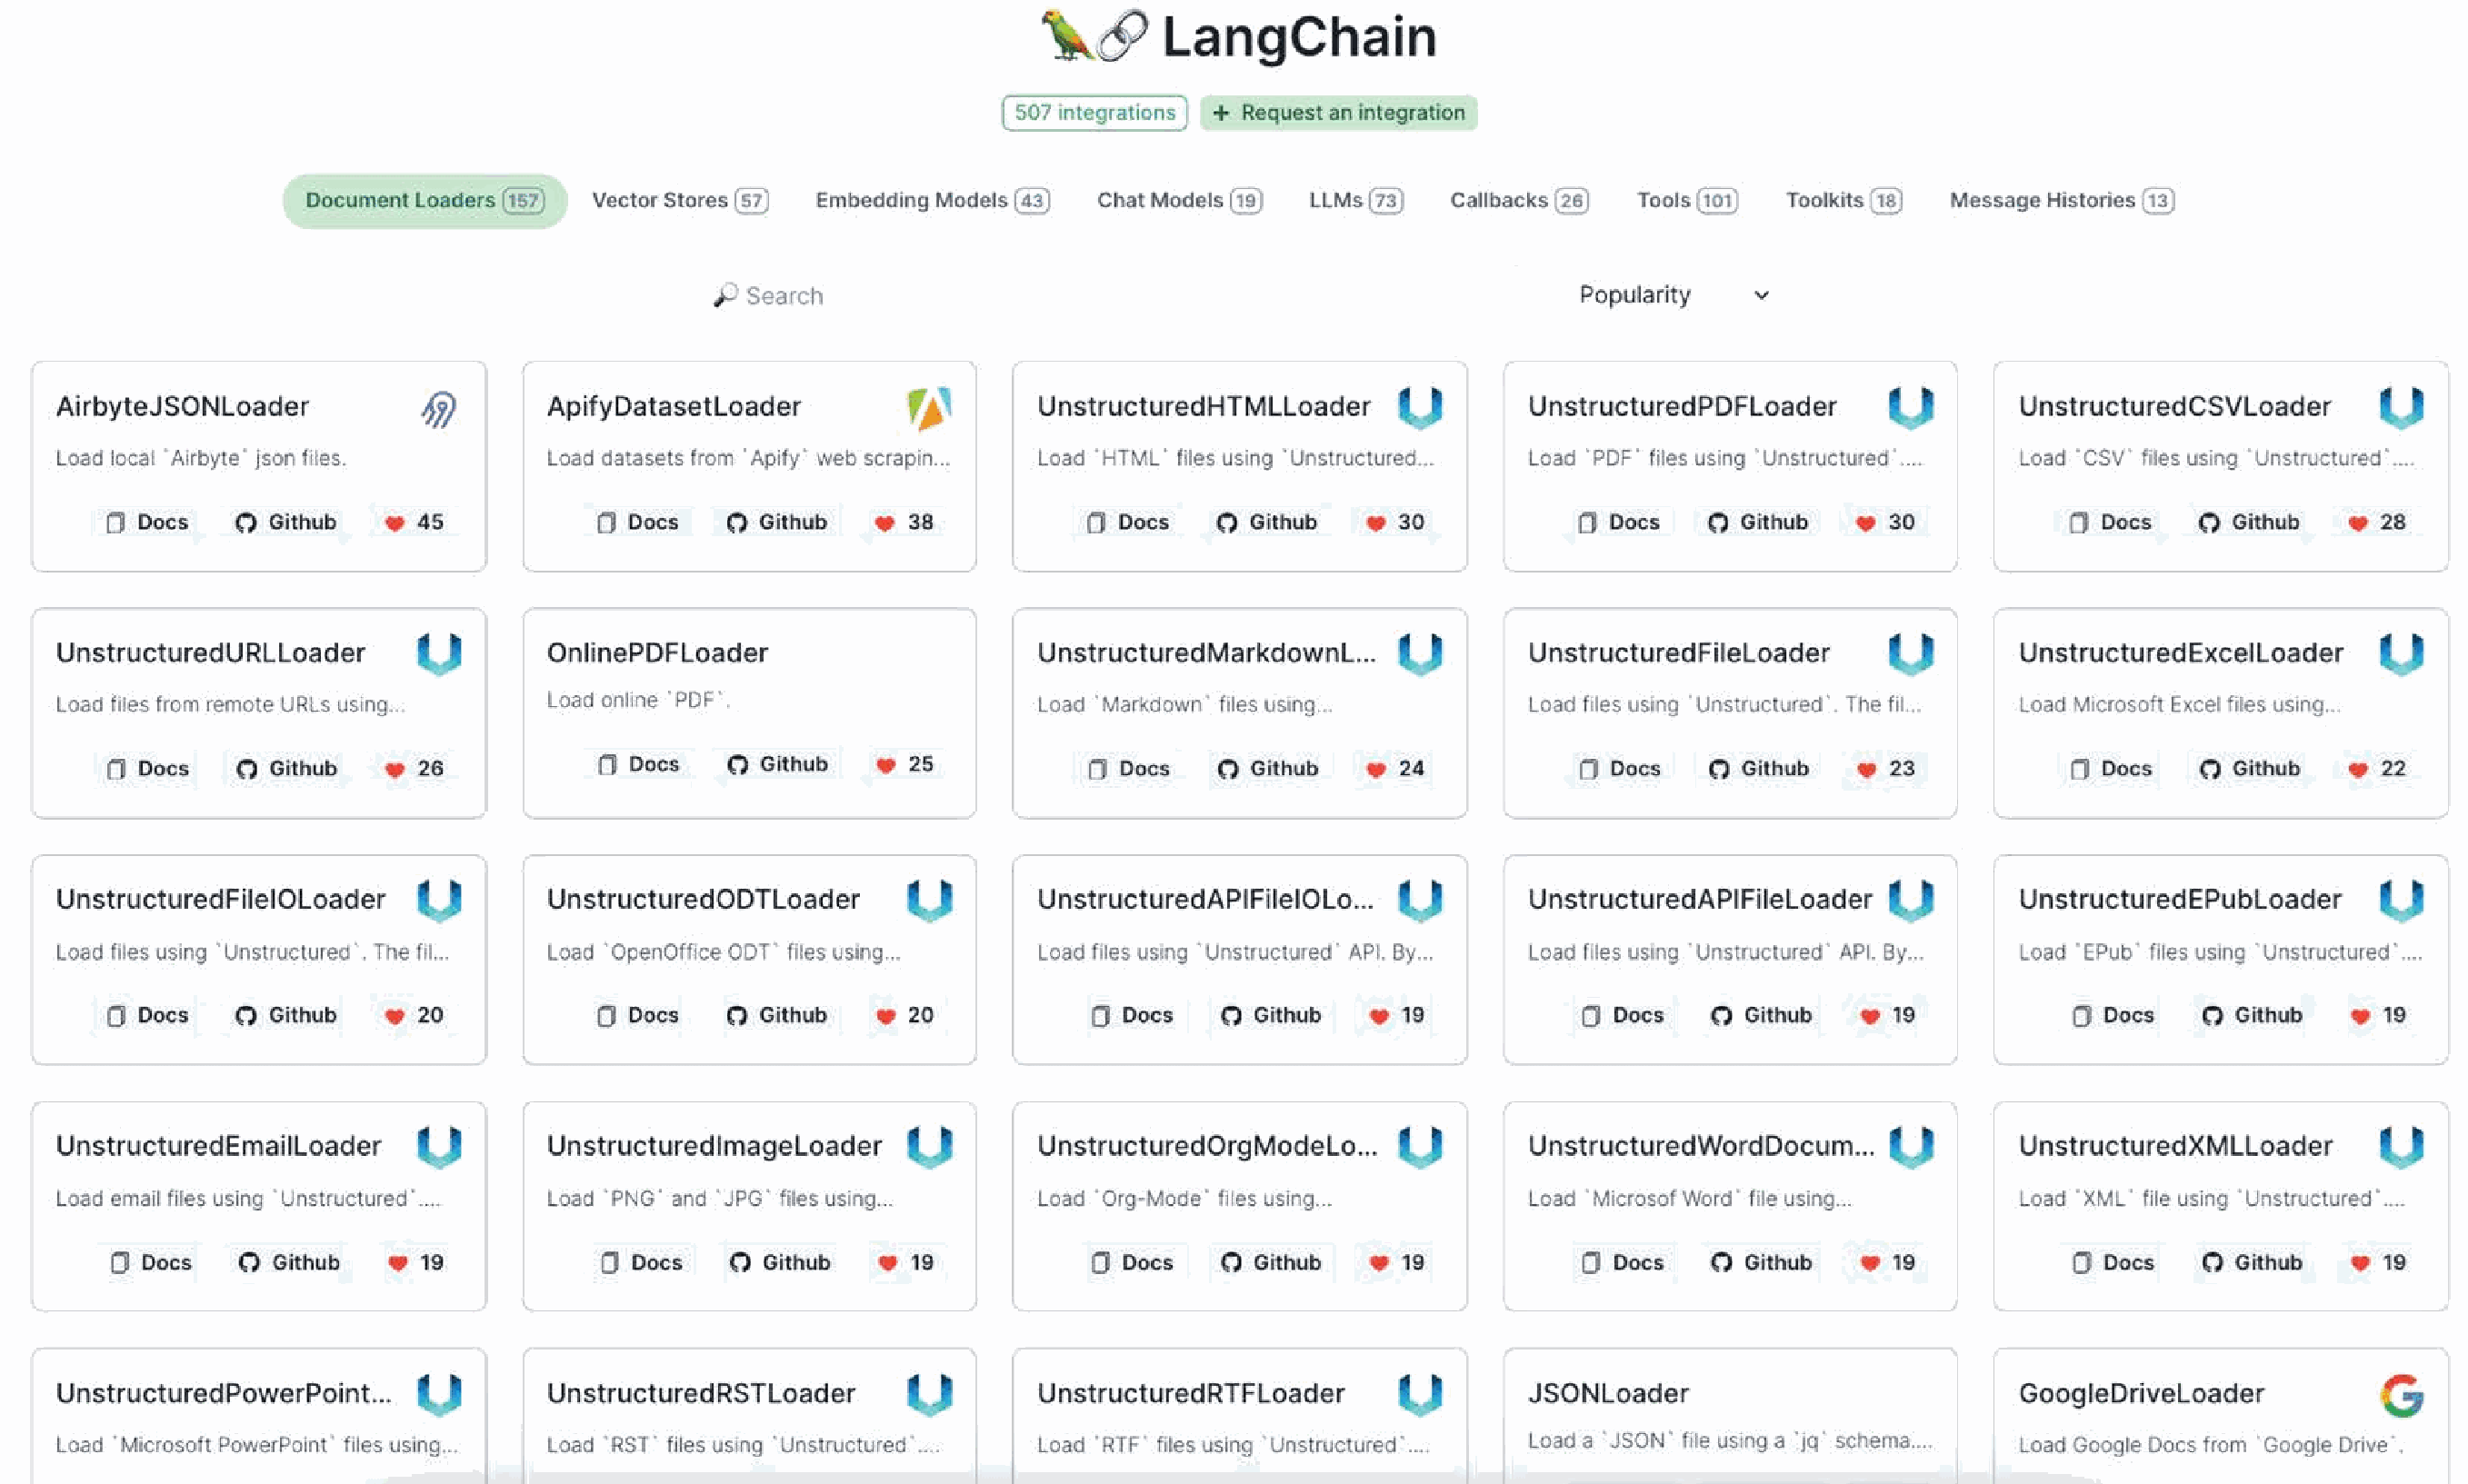 LangChain
507 integrations + Request an integration
Document Loaders 157 Vector Stores 57 Embedding Models 43 Chat Models 19 LLMs 73 Callbacks 26 Tools 101 Toolkits 18 Message Histories 13
Search Popularity
AirbyteJSONLoader
Load local `Airbyte` json files.
Docs Github 45
ApifyDatasetLoader
Load datasets from `Apify` web scrapin...
Docs Github 38
UnstructuredHTMLLoader
Load `HTML` files using `Unstructured...
Docs Github 30
UnstructuredPDFLoader
Load `PDF` files using `Unstructured`....
Docs Github 30
UnstructuredCSVLoader
Load `CSV` files using `Unstructured`....
Docs Github 28
UnstructuredURLLoader
Load files from remote URLs using...
Docs Github 26
OnlinePDFLoader
Load online `PDF`.
Docs Github 25
UnstructuredMarkdownL...
Load `Markdown` files using...
Docs Github 24
UnstructuredFileLoader
Load files using `Unstructured`. The fil...
Docs Github 23
UnstructuredExcelLoader
Load Microsoft Excel files using...
Docs Github 22
UnstructuredFileIOLoader
Load files using `Unstructured`. The fil...
Docs Github 20
UnstructuredODTLoader
Load `OpenOffice ODT` files using...
Docs Github 20
UnstructuredAPIFileIOLo...
Load files using `Unstructured` API. By...
Docs Github 19
UnstructuredAPIFileLoader
Load files using `Unstructured` API. By...
Docs Github 19
UnstructuredEPubLoader
Load `EPub` files using `Unstructured`....
Docs Github 19
UnstructuredEmailLoader
Load email files using `Unstructured`....
Docs Github 19
UnstructuredImageLoader
Load `PNG` and `JPG` files using...
Docs Github 19
UnstructuredOrgModeLo...
Load `Org-Mode` files using...
Docs Github 19
UnstructuredWordDocum...
Load `Microsof Word` file using...
Docs Github 19
UnstructuredXMLLoader
Load `XML` file using `Unstructured`....
Docs Github 19
UnstructuredPowerPoint...
Load `Microsoft PowerPoint` files using...
UnstructuredRSTLoader
Load `RST` files using `Unstructured`....
UnstructuredRTFLoader
Load `RTF` files using `Unstructured`....
JSONLoader
Load a `JSON` file using a `jq` schema....
GoogleDriveLoader
Load Google Docs from `Google Drive`.